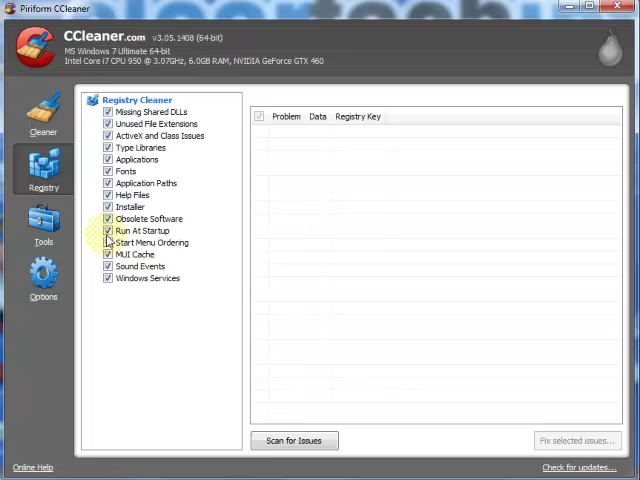 Piriform CCleaner
CCleaner.com v3.05.1408 (64-bit)
MS Windows 7 Ultimate 64-bit
Intel Core i7 CPU 950 @ 3.07GHz, 6.0GB RAM, NVIDIA GeForce GTX 460
Cleaner
Registry
Tools
Options
Registry Cleaner
Missing Shared DLLs
Unused File Extensions
ActiveX and Class Issues
Type Libraries
Applications
Fonts
Application Paths
Help Files
Installer
Obsolete Software
Run At Startup
Start Menu Ordering
MUI Cache
Sound Events
Windows Services
Problem Data Registry Key
Scan for Issues
Fix selected issues...
Online Help
Check for updates...